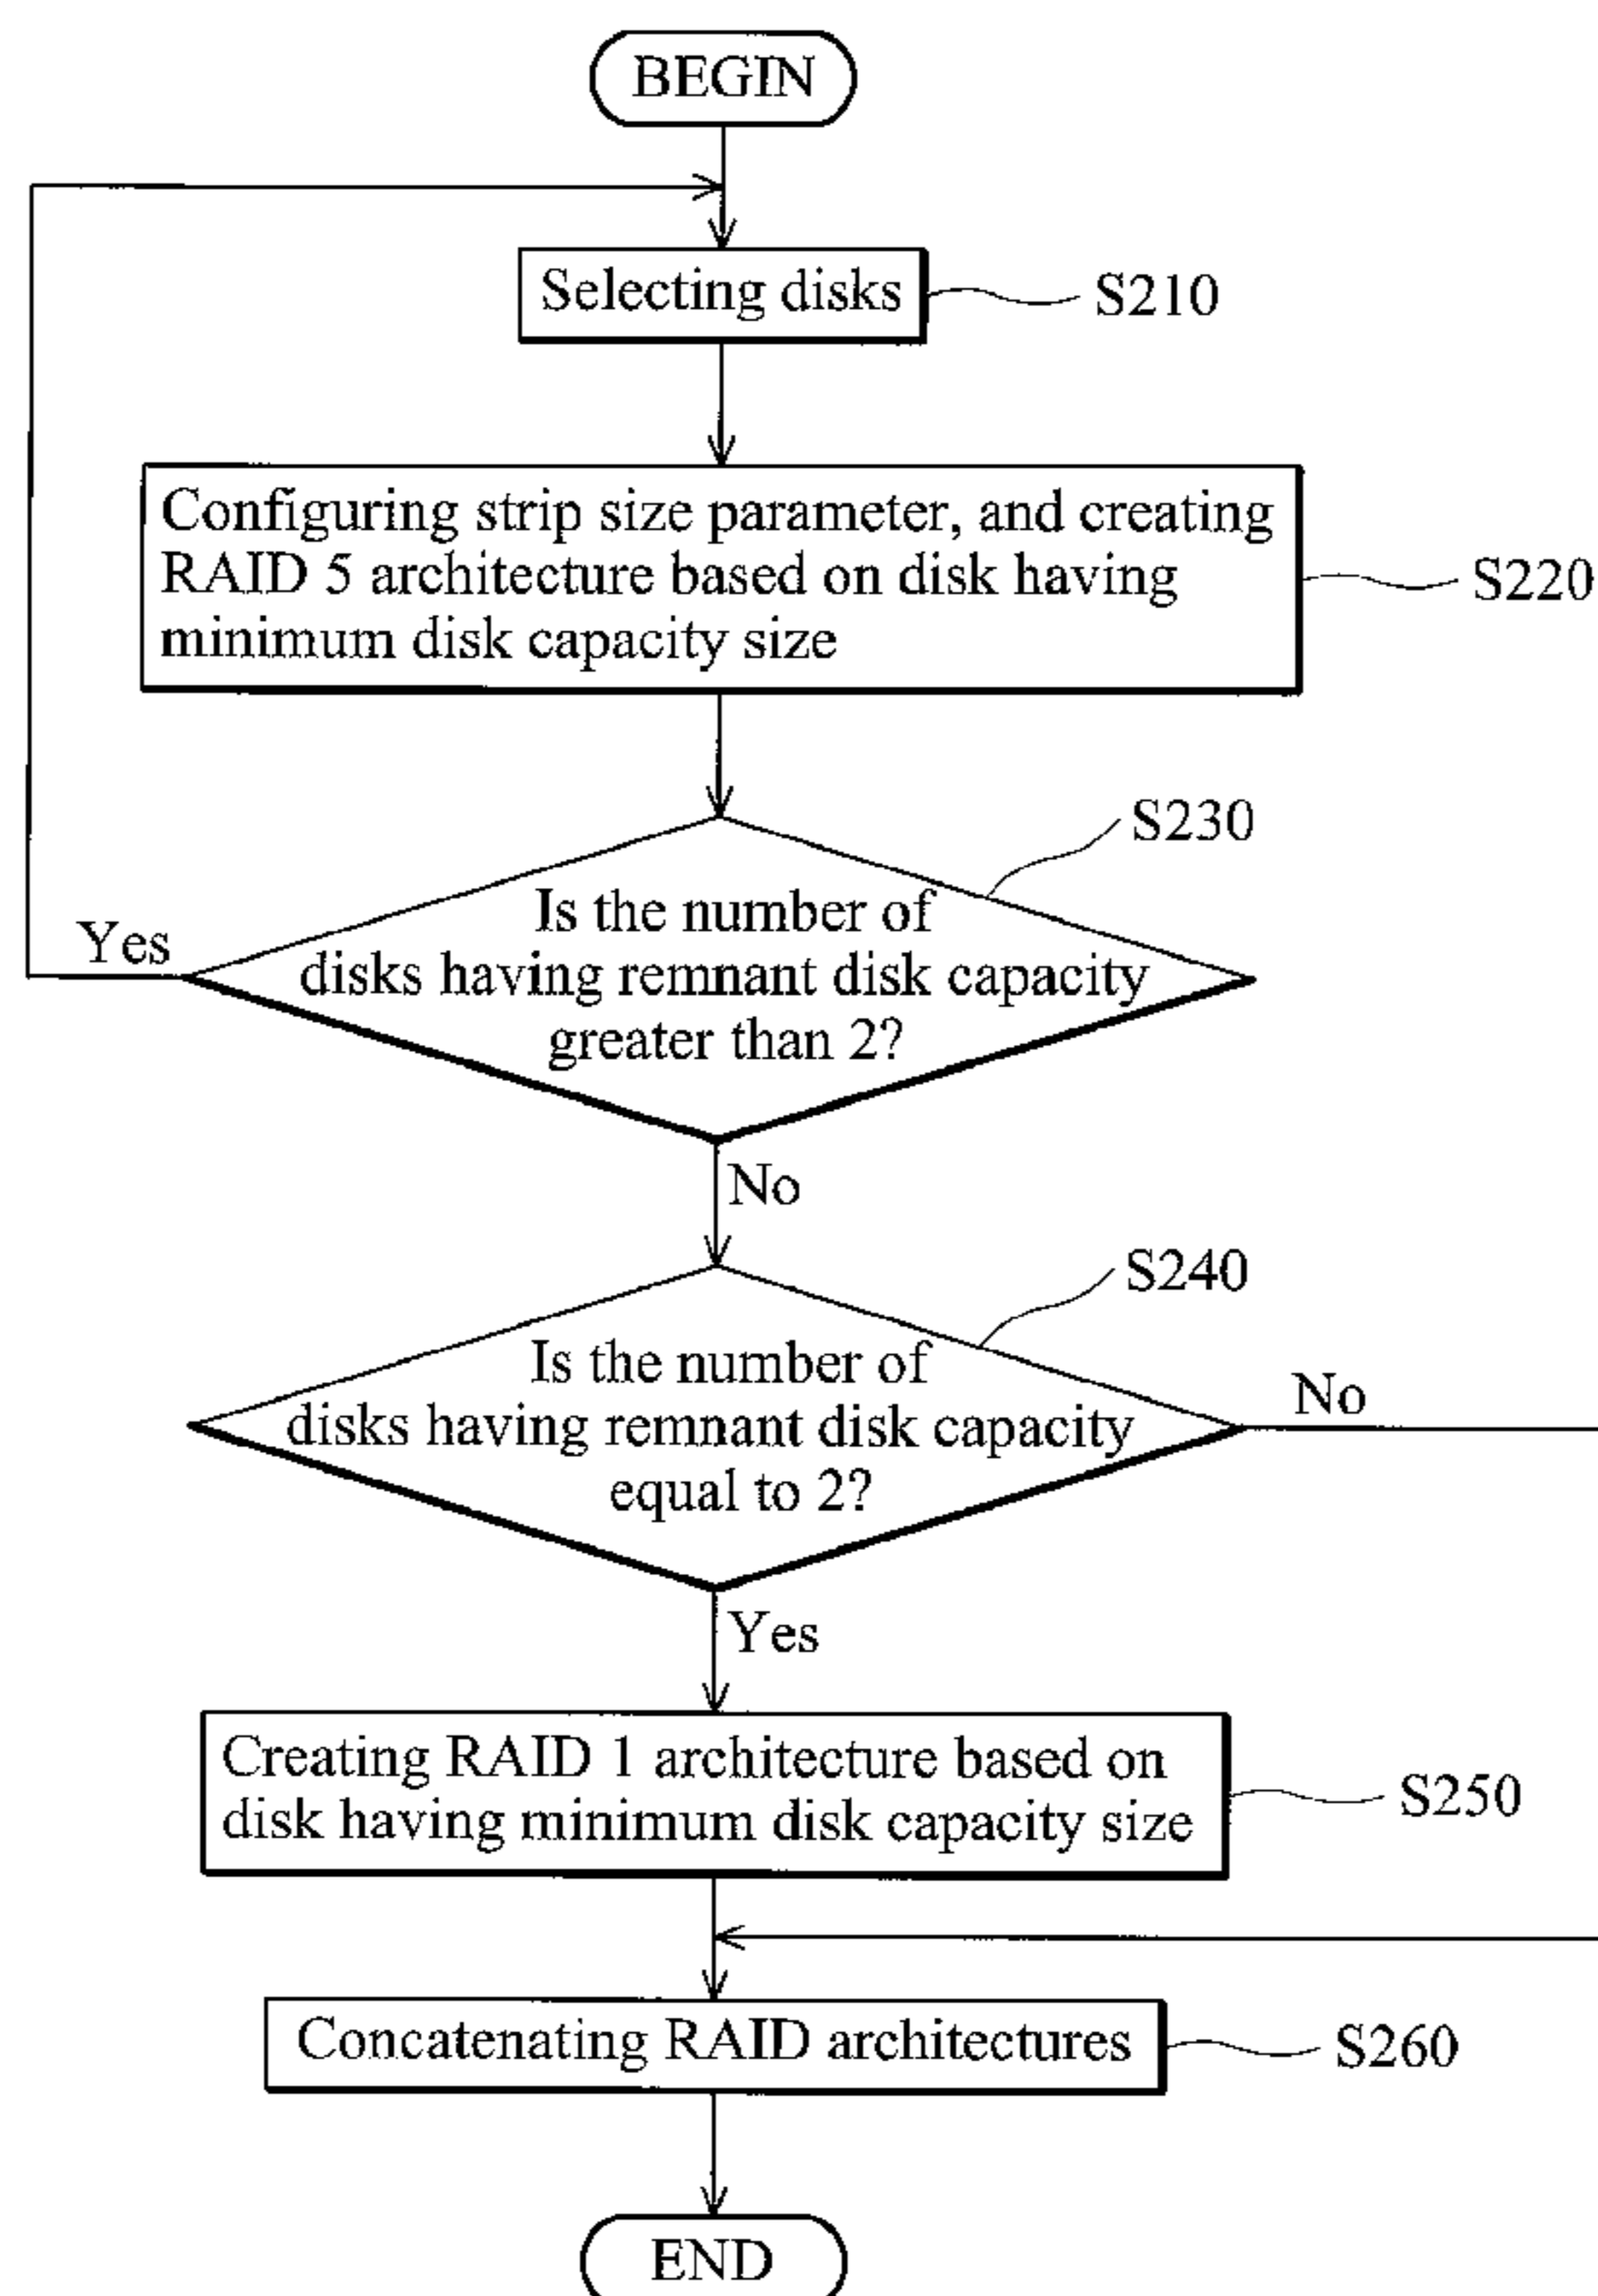 BEGIN
Selecting disks
S210
Configuring strip size parameter, and creating
RAID 5 architecture based on disk having
minimum disk capacity size
S220
S230
Is the number of
disks having remnant disk capacity
greater than 2?
Yes
No
S240
Is the number of
disks having remnant disk capacity
equal to 2?
No
Yes
Creating RAID 1 architecture based on
disk having minimum disk capacity size
S250
Concatenating RAID architectures
S260
END